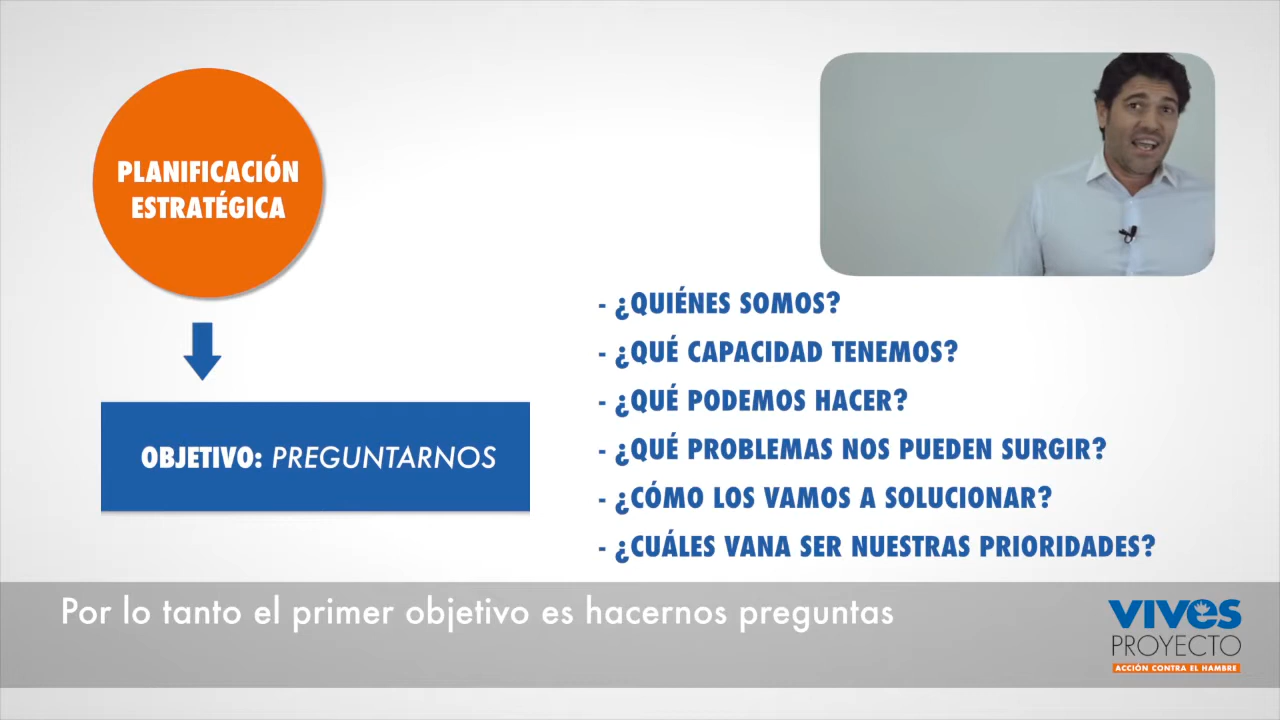 PLANIFICACIÓN
ESTRATÉGICA
OBJETIVO: PREGUNTARNOS
- ¿QUIÉNES SOMOS?
- ¿QUÉ CAPACIDAD TENEMOS?
- ¿QUÉ PODEMOS HACER?
- ¿QUÉ PROBLEMAS NOS PUEDEN SURGIR?
- ¿CÓMO LOS VAMOS A SOLUCIONAR?
- ¿CUÁLES VANA SER NUESTRAS PRIORIDADES?
Por lo tanto el primer objetivo es hacernos preguntas
VIVES
PROYECTO
ACCIÓN CONTRA EL HAMBRE